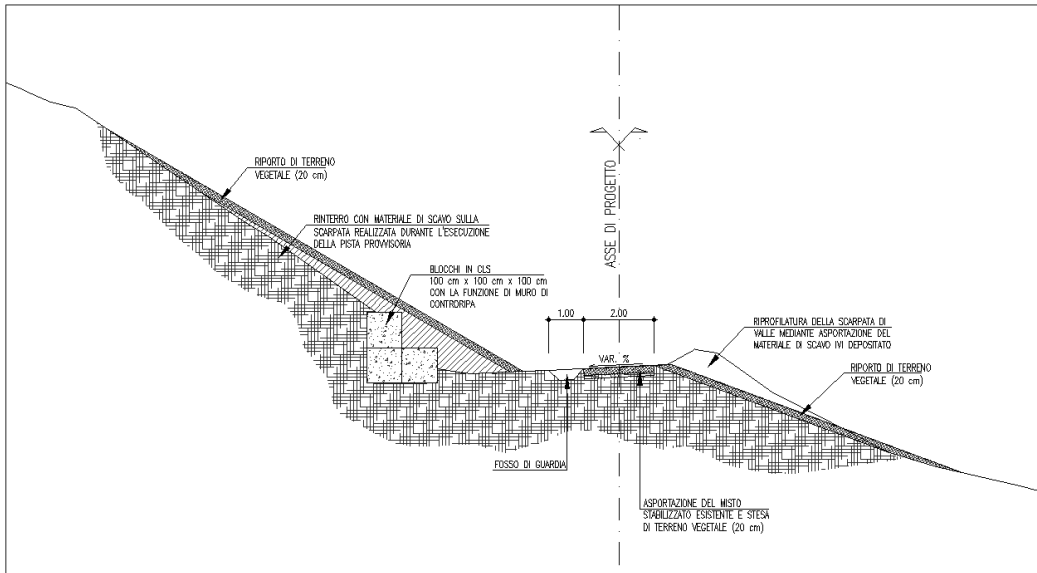 RIPORTO DI TERRENO
VEGETALE (20 cm)
RINTERRO CON MATERIALE DI SCAVO SULLA
SCARPATA REALIZZATA DURANTE L'ESECUZIONE
DELLA PISTA PROVVISORIA
BLOCCHI IN CLS
100 cm x 100 cm x 100 cm
CON LA FUNZIONE DI MURO DI
CONTRORIPA
ASSE DI PROGETTO
1.00
2.00
VAR. %
RIPROFILATURA DELLA SCARPATA DI
VALLE MEDIANTE ASPORTAZIONE DEL
MATERIALE DI SCAVO IVI DEPOSITATO
RIPORTO DI TERRENO
VEGETALE (20 cm)
FOSSO DI GUARDIA
ASPORTAZIONE DEL MISTO
STABILIZZATO ESISTENTE E STESA
DI TERRENO VEGETALE (20 cm)